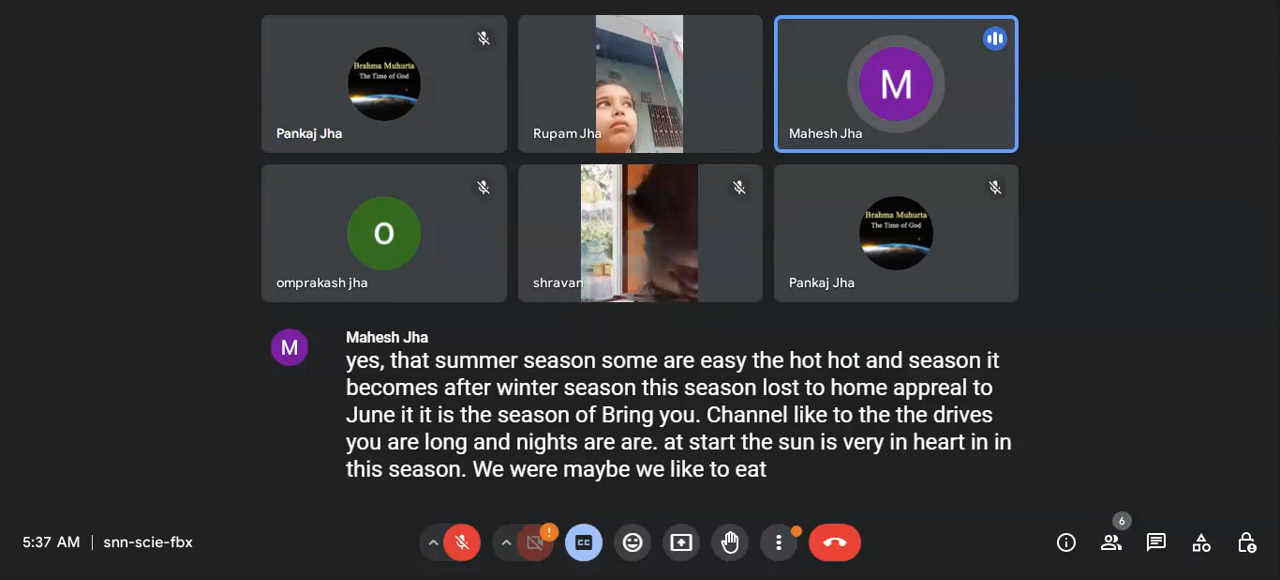 Brahma Muhurta
The Time of God
Pankaj Jha
Rupam Jha
M
Mahesh Jha
O
omprakash jha
shravan
Brahma Muhurta
The Time of God
Pankaj Jha
M
Mahesh Jha
yes, that summer season some are easy the hot hot and season it
becomes after winter season this season lost to home appreal to
June it it is the season of Bring you. Channel like to the the drives
you are long and nights are are. at start the sun is very in heart in in
this season. We were maybe we like to eat
5:37 AM | snn-scie-fbx
!
CC
6